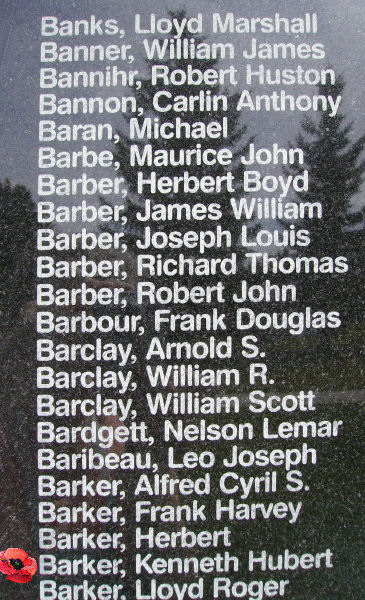 Banks, Lloyd Marshall
Banner, William James
Bannihr, Robert Huston
Bannon, Carlin Anthony
Baran, Michael
Barbe, Maurice John
Barber, Herbert Boyd
Barber, James William
Barber, Joseph Louis
Barber, Richard Thomas
Barber, Robert John
Barbour, Frank Douglas
Barclay, Arnold S.
Barclay, William R.
Barclay, William Scott
Bardgett, Nelson Lemar
Baribeau, Leo Joseph
Barker, Alfred Cyril S.
Barker, Frank Harvey
Barker, Herbert
Barker, Kenneth Hubert
Barker, Lloyd Roger